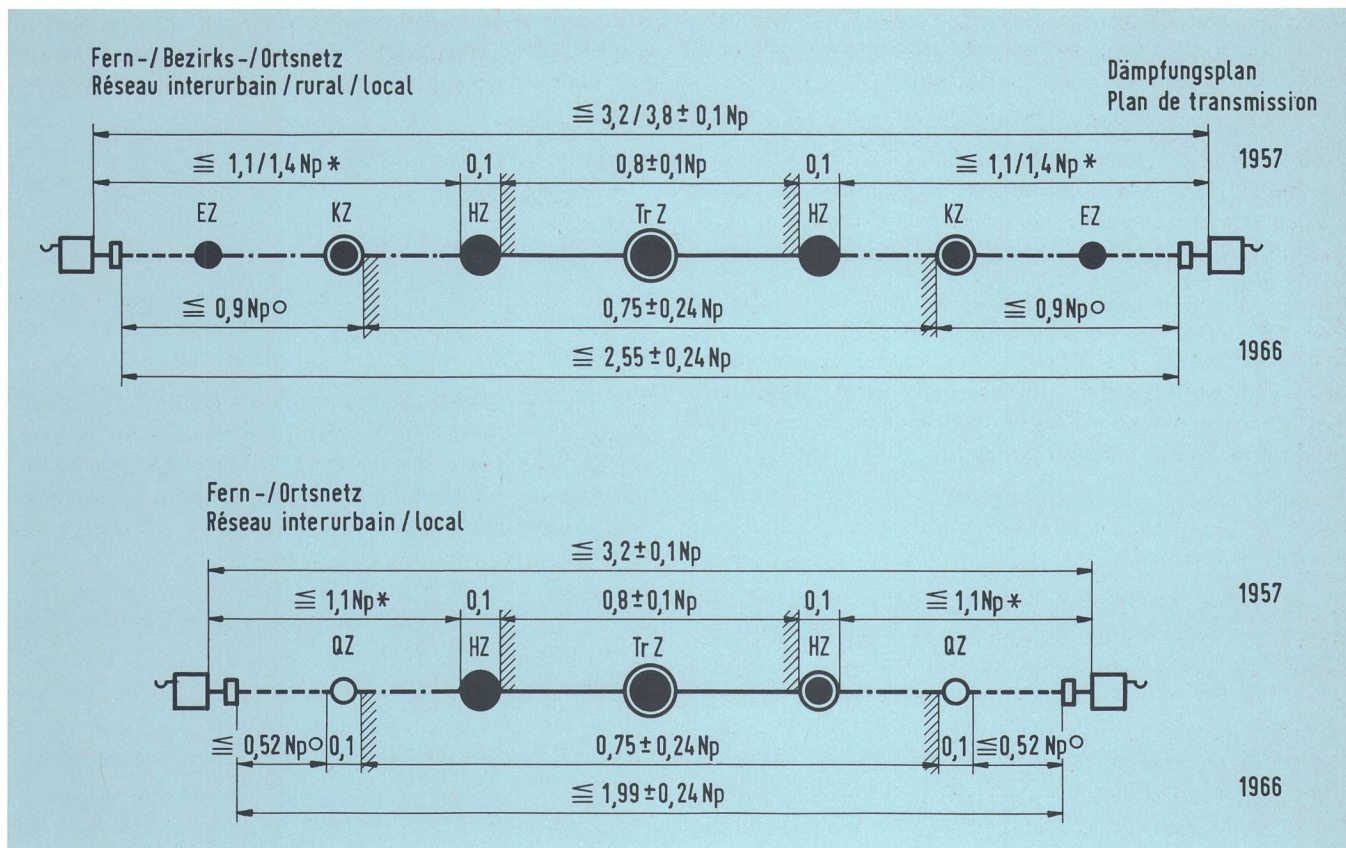 Fern-/Bezirks-/Ortsnetz
Réseau interurbain / rural / local
Dämpfungsplan
Plan de transmission
≦ 3,2/3,8 ± 0,1 Np
1957
≦ 1,1/1,4 Np * 0,1 0,8 ± 0,1 Np 0,1 ≦ 1,1/1,4 Np *
EZ KZ HZ Tr Z HZ KZ EZ
≦ 0,9 Np○ 0,75 ± 0,24 Np ≦ 0,9 Np○
≦ 2,55 ± 0,24 Np
1966
Fern-/Ortsnetz
Réseau interurbain / local
≦ 3,2 ± 0,1 Np
1957
≦ 1,1 Np * 0,1 0,8 ± 0,1 Np 0,1 ≦ 1,1 Np *
QZ HZ Tr Z HZ QZ
≦ 0,52 Np○ 0,1 0,75 ± 0,24 Np 0,1 ≦ 0,52 Np○
≦ 1,99 ± 0,24 Np
1966